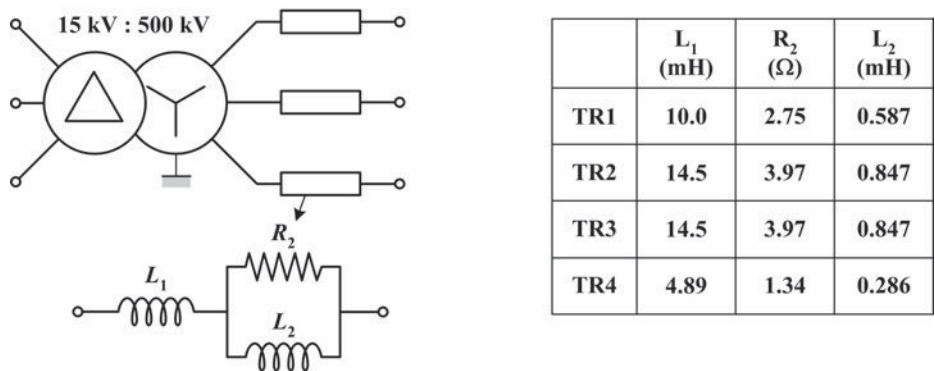 15 kV : 500 kV
R₂
L₁
L₂
L₁ (mH) R₂ (Ω) L₂ (mH)
TR1 10.0 2.75 0.587
TR2 14.5 3.97 0.847
TR3 14.5 3.97 0.847
TR4 4.89 1.34 0.286